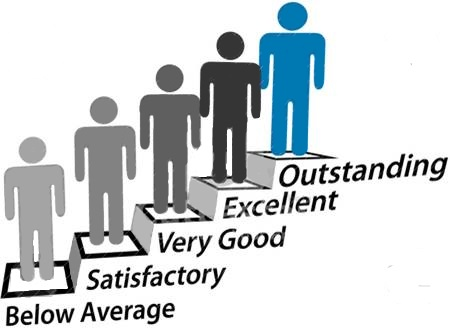 Outstanding
Excellent
Very Good
Satisfactory
Below Average